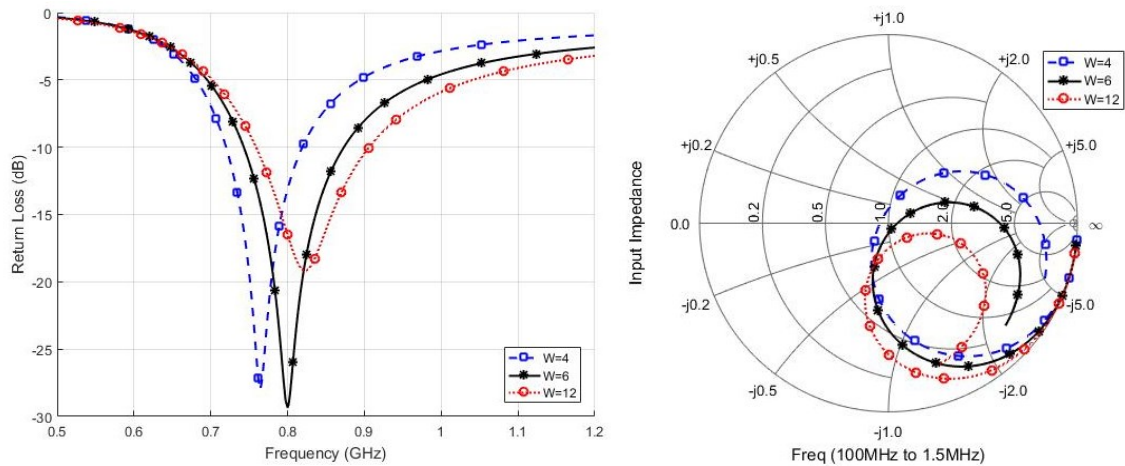 0
-5
-10
-15
-20
-25
-30
0.5
0.6
0.7
0.8
0.9
1
1.1
1.2
Return Loss (dB)
Frequency (GHz)
W=4
W=6
W=12
+j1.0
+j0.5
+j2.0
W=4
W=6
W=12
+j0.2
+j5.0
Input Impedance
0.0
0.2
0.5
1.0
2.0
5.0
∞
-j0.2
-j5.0
-j0.5
-j2.0
-j1.0
Freq (100MHz to 1.5MHz)